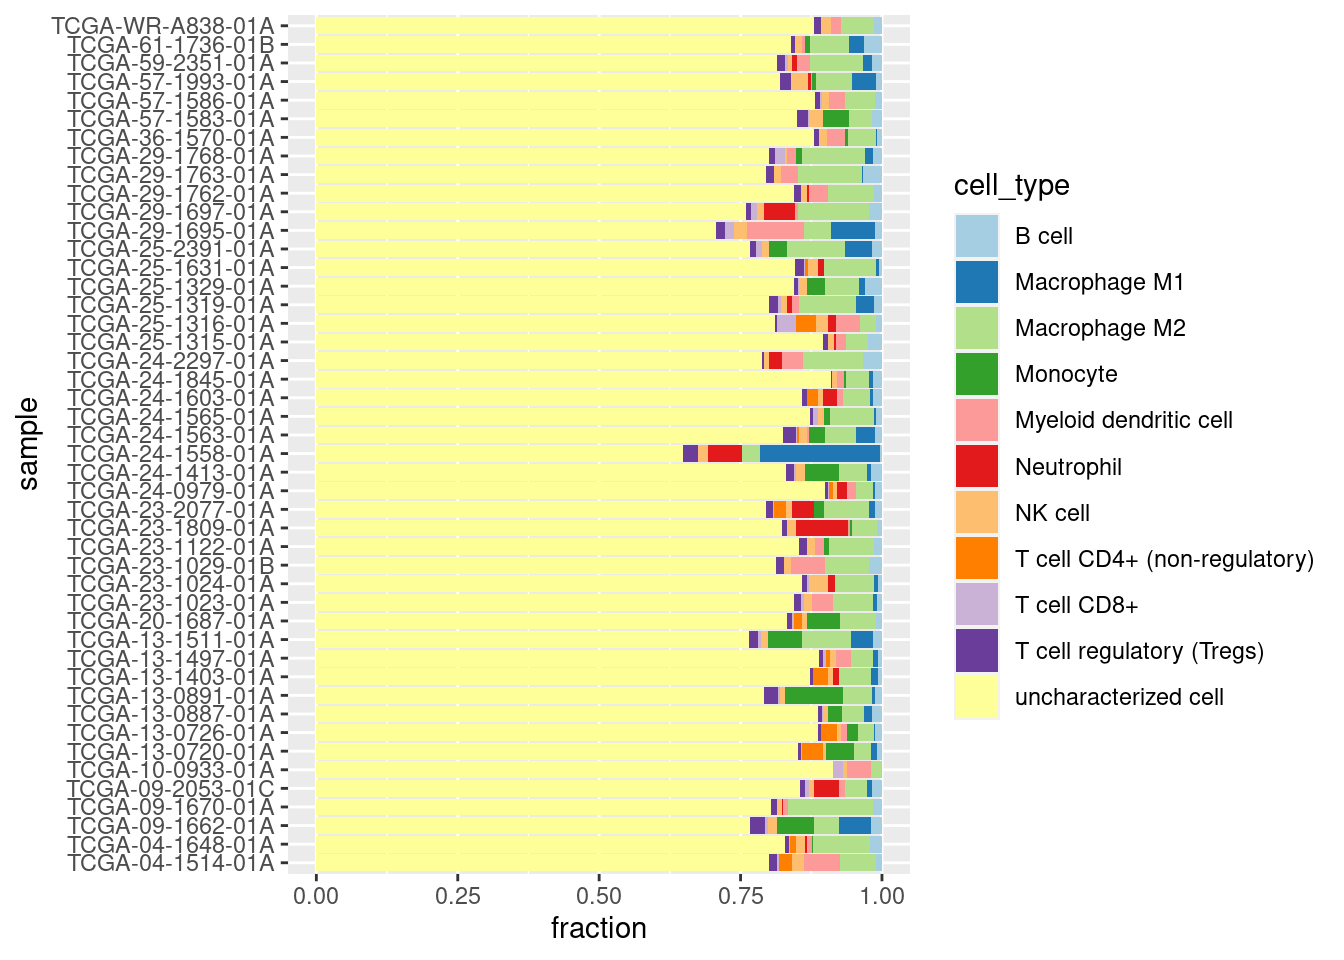 TCGA-WR-A838-01A
TCGA-61-1736-01B
TCGA-59-2351-01A
TCGA-57-1993-01A
TCGA-57-1586-01A
TCGA-57-1583-01A
TCGA-36-1570-01A
TCGA-29-1768-01A
TCGA-29-1763-01A
TCGA-29-1762-01A
TCGA-29-1697-01A
TCGA-29-1695-01A
TCGA-25-2391-01A
TCGA-25-1631-01A
TCGA-25-1329-01A
TCGA-25-1319-01A
TCGA-25-1316-01A
TCGA-25-1315-01A
TCGA-24-2297-01A
TCGA-24-1845-01A
TCGA-24-1603-01A
TCGA-24-1565-01A
TCGA-24-1563-01A
TCGA-24-1558-01A
TCGA-24-1413-01A
TCGA-24-0979-01A
TCGA-23-2077-01A
TCGA-23-1809-01A
TCGA-23-1122-01A
TCGA-23-1029-01B
TCGA-23-1024-01A
TCGA-23-1023-01A
TCGA-20-1687-01A
TCGA-13-1511-01A
TCGA-13-1497-01A
TCGA-13-1403-01A
TCGA-13-0891-01A
TCGA-13-0887-01A
TCGA-13-0726-01A
TCGA-13-0720-01A
TCGA-10-0933-01A
TCGA-09-2053-01C
TCGA-09-1670-01A
TCGA-09-1662-01A
TCGA-04-1648-01A
TCGA-04-1514-01A
sample
0.00 0.25 0.50 0.75 1.00
fraction
cell_type
B cell
Macrophage M1
Macrophage M2
Monocyte
Myeloid dendritic cell
Neutrophil
NK cell
T cell CD4+ (non-regulatory)
T cell CD8+
T cell regulatory (Tregs)
uncharacterized cell